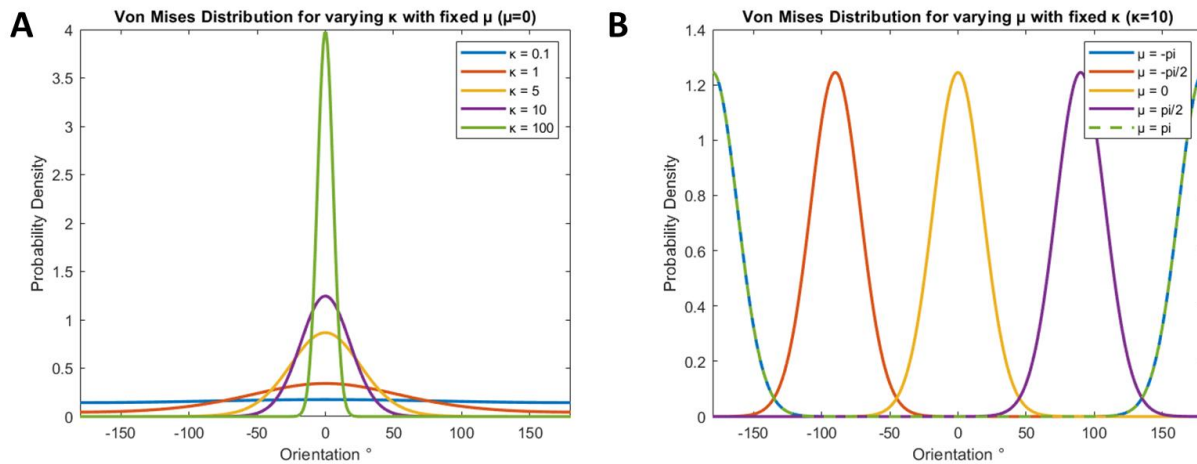 A
Von Mises Distribution for varying κ with fixed μ (μ=0)
4
3.5
3
2.5
2
1.5
1
0.5
0
Probability Density
-150 -100 -50 0 50 100 150
Orientation °
κ = 0.1
κ = 1
κ = 5
κ = 10
κ = 100
B
Von Mises Distribution for varying μ with fixed κ (κ=10)
1.4
1.2
1
0.8
0.6
0.4
0.2
0
Probability Density
-150 -100 -50 0 50 100 150
Orientation °
μ = -pi
μ = -pi/2
μ = 0
μ = pi/2
μ = pi